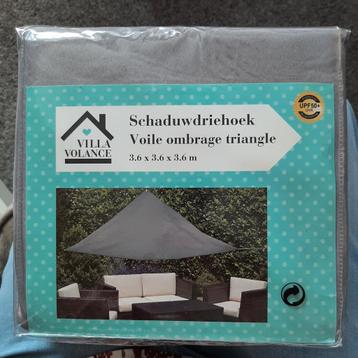 VILLA
VOLANCE
Schaduwdriehoek
Voile ombrage triangle
3.6 x 3.6 x 3.6 m
UPF50+